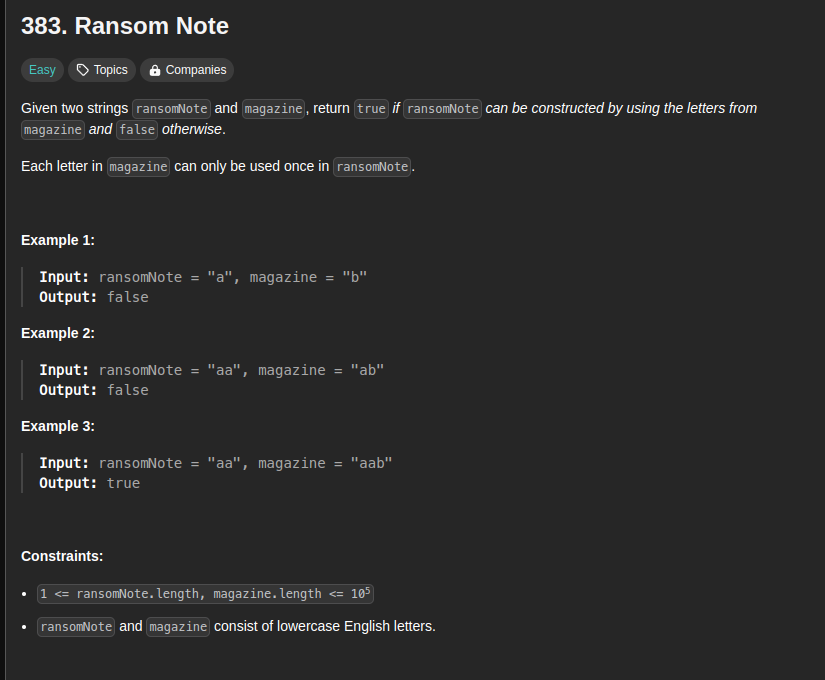 383. Ransom Note
Easy Topics Companies
Given two strings ransomNote and magazine, return true if ransomNote can be constructed by using the letters from
magazine and false otherwise.
Each letter in magazine can only be used once in ransomNote.
Example 1:
Input: ransomNote = "a", magazine = "b"
Output: false
Example 2:
Input: ransomNote = "aa", magazine = "ab"
Output: false
Example 3:
Input: ransomNote = "aa", magazine = "aab"
Output: true
Constraints:
• 1 <= ransomNote.length, magazine.length <= 10⁵
• ransomNote and magazine consist of lowercase English letters.